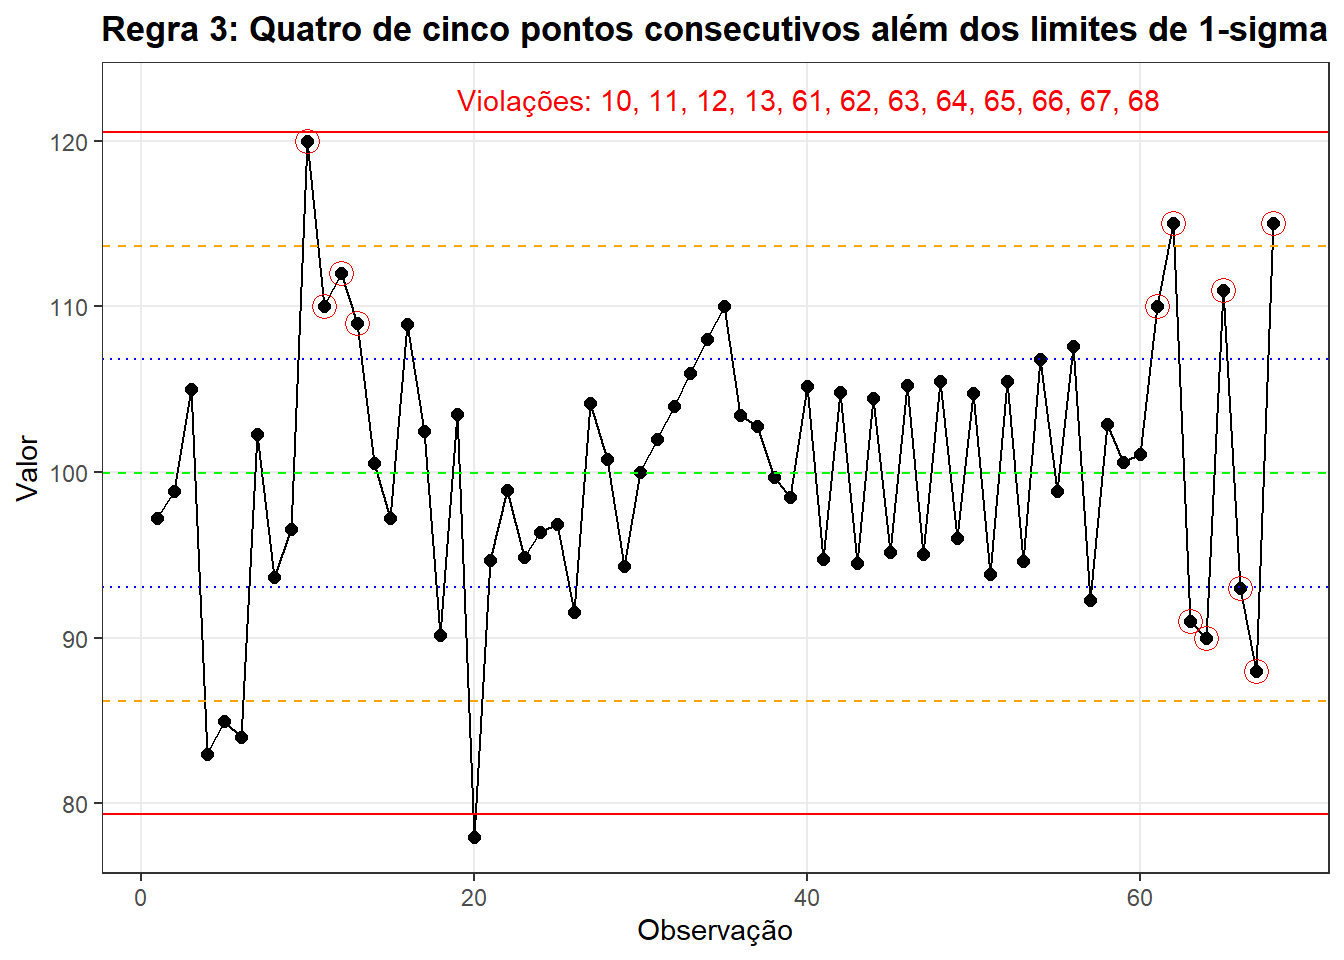 Regra 3: Quatro de cinco pontos consecutivos além dos limites de 1-sigma
Violações: 10, 11, 12, 13, 61, 62, 63, 64, 65, 66, 67, 68
120
110
100
90
80
Valor
0 20 40 60
Observação